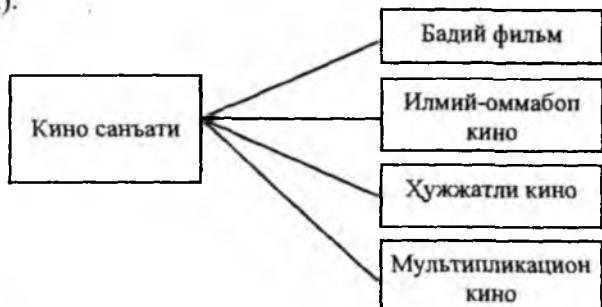 ).
Бадий фильм
Кино санъати
Илмий-оммабоп
кино
Ҳужжатли кино
Мультипликацион
кино